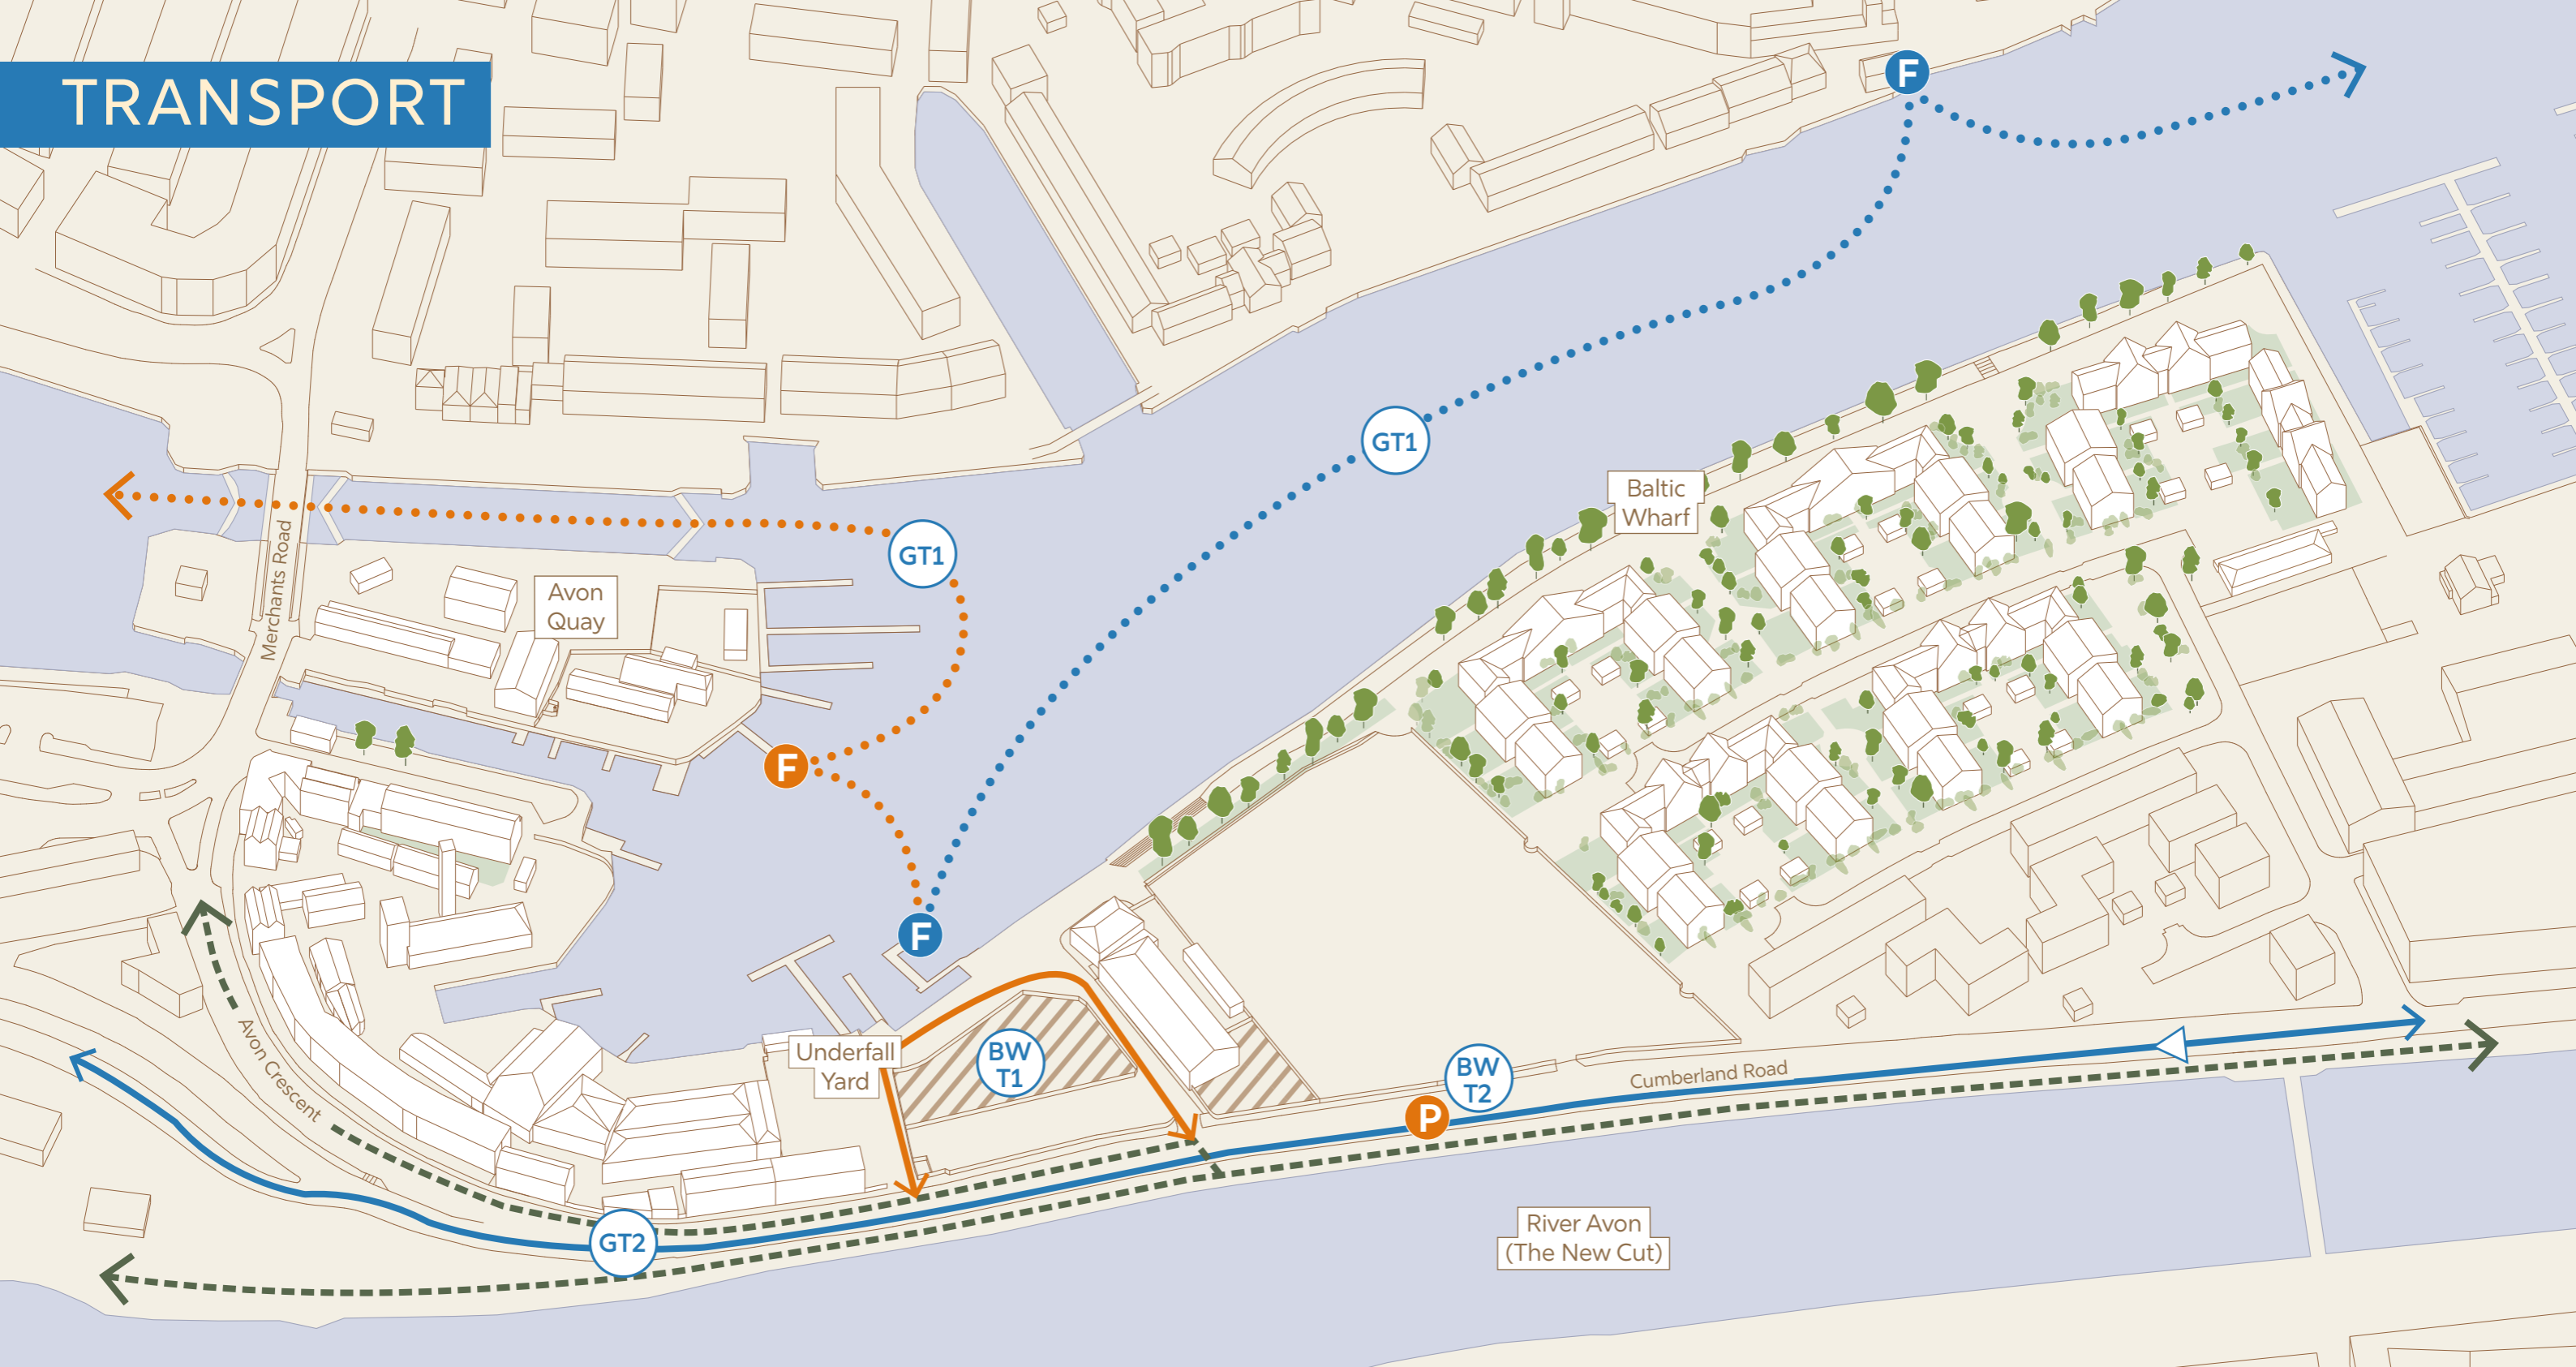 TRANSPORT
F
GT1
Baltic
Wharf
GT1
Merchants Road
Avon
Quay
F
F
Underfall
Yard
BW
T1
BW
T2
P
Cumberland Road
Avon Crescent
GT2
River Avon
(The New Cut)